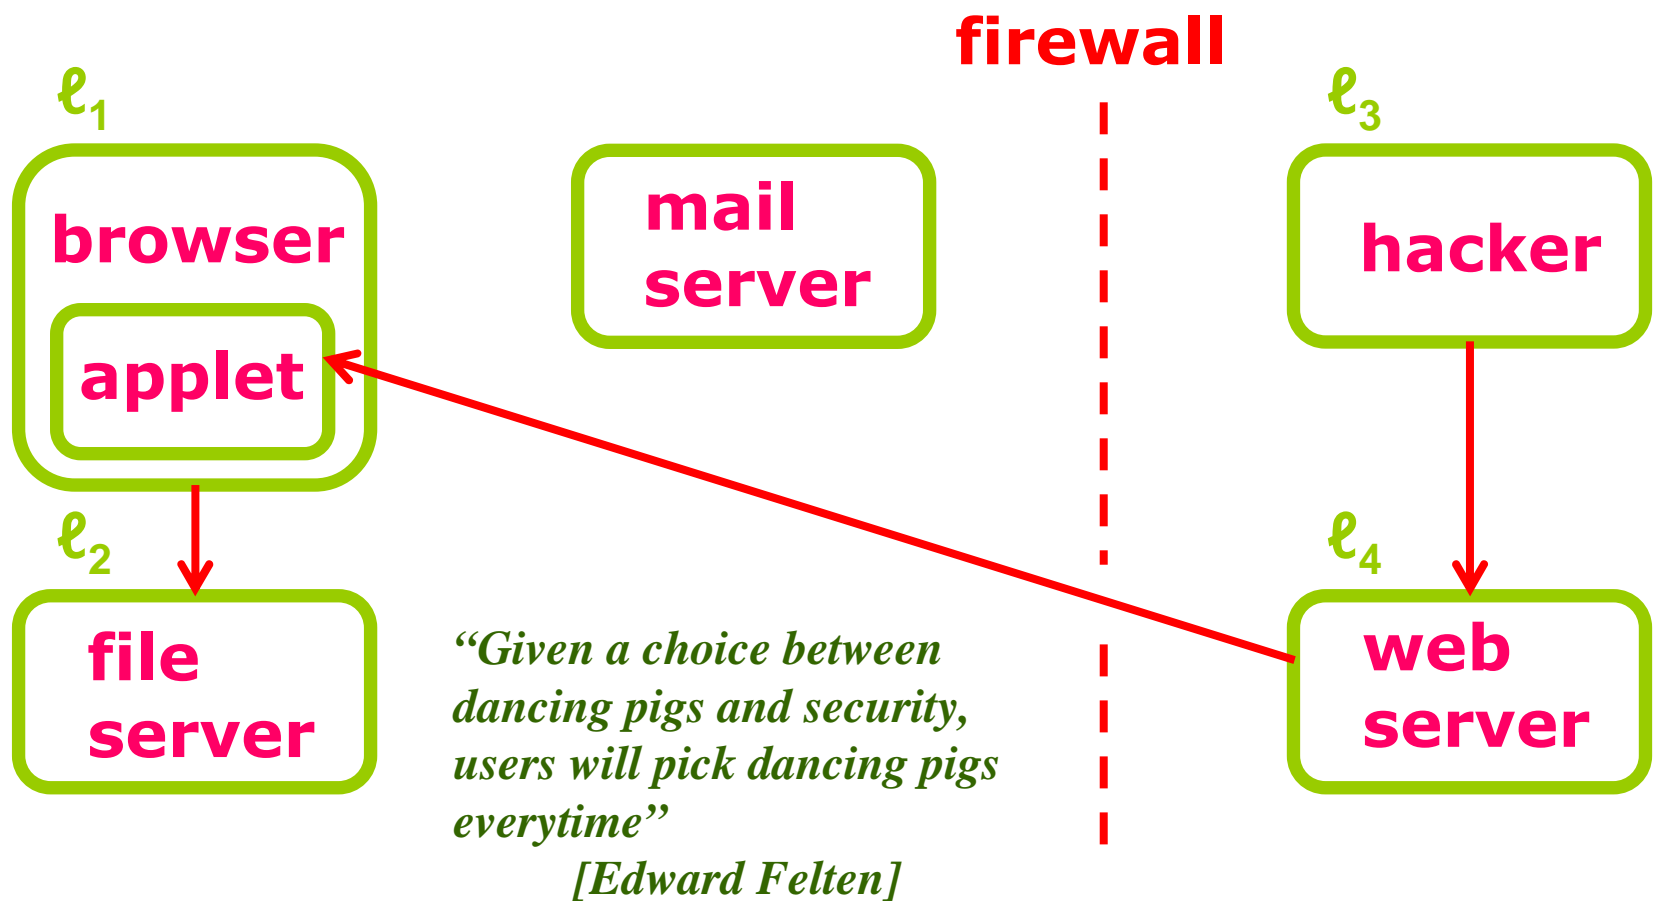 firewall
ℓ1
ℓ3
browser
mail
server
hacker
applet
ℓ2
ℓ4
file
server
“Given a choice between
dancing pigs and security,
users will pick dancing pigs
everytime”
[Edward Felten]
web
server